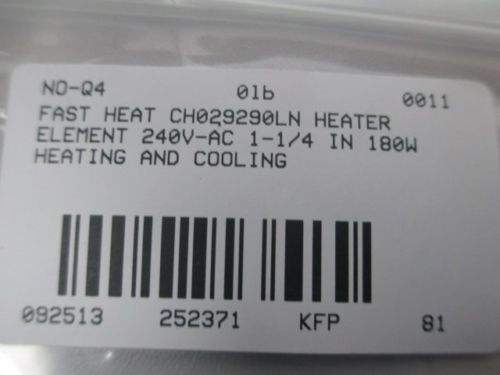 NO-Q4 0lb 0011
FAST HEAT CH029290LN HEATER
ELEMENT 240V-AC 1-1/4 IN 180W
HEATING AND COOLING
092513 252371 KFP 81